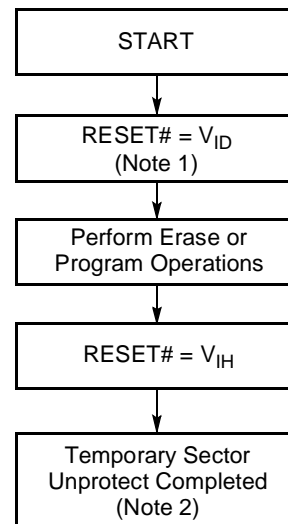 START
RESET# = VID
(Note 1)
Perform Erase or
Program Operations
RESET# = VIH
Temporary Sector
Unprotect Completed
(Note 2)